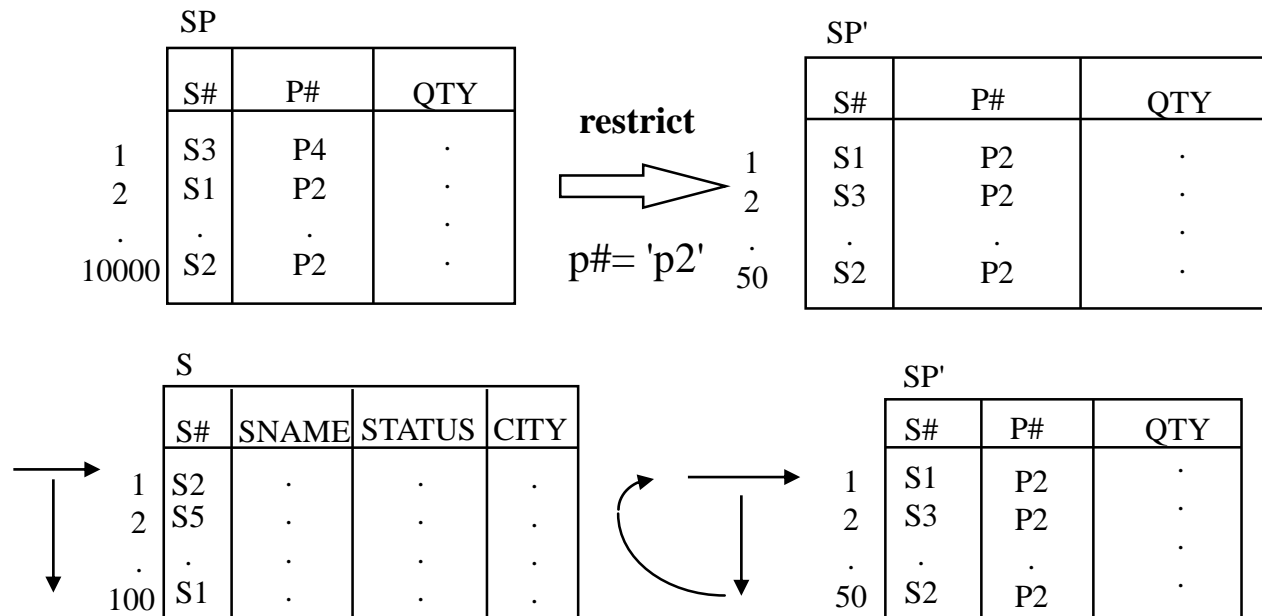 SP
S# P# QTY
1 S3 P4 .
2 S1 P2 .
. . . .
10000 S2 P2 .
restrict
p#= 'p2'
SP'
S# P# QTY
1 S1 P2 .
2 S3 P2 .
. . . .
50 S2 P2 .
S
S# SNAME STATUS CITY
1 S2 . . .
2 S5 . . .
. . . . .
100 S1 . . .
SP'
S# P# QTY
1 S1 P2 .
2 S3 P2 .
. . . .
50 S2 P2 .